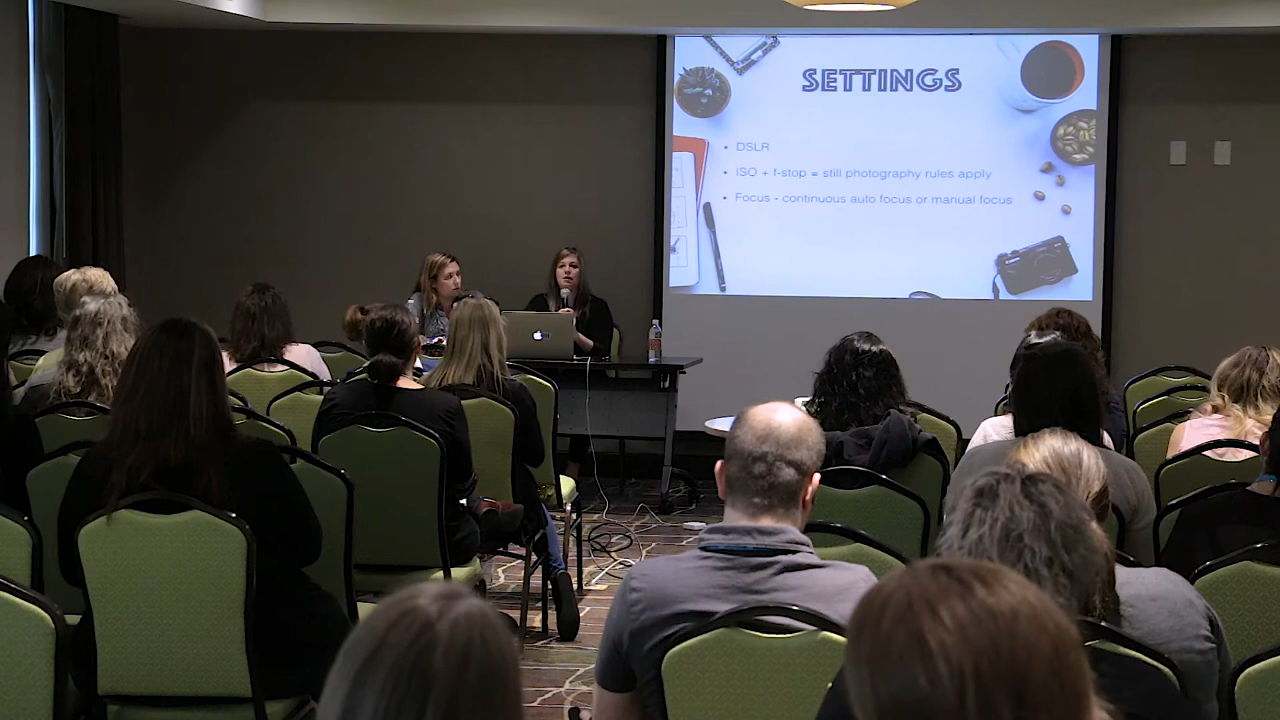 SETTINGS
• DSLR
• ISO + f-stop = still photography rules apply
• Focus - continuous auto focus or manual focus